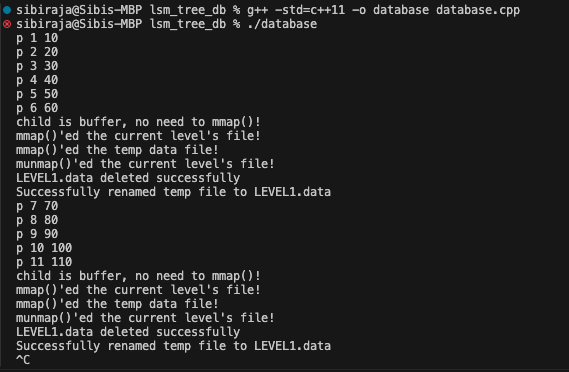 sibiraja@Sibis-MBP lsm_tree_db % g++ -std=c++11 -o database database.cpp
sibiraja@Sibis-MBP lsm_tree_db % ./database
p 1 10
p 2 20
p 3 30
p 4 40
p 5 50
p 6 60
child is buffer, no need to mmap()!
mmap()'ed the current level's file!
mmap()'ed the temp data file!
munmap()'ed the current level's file!
LEVEL1.data deleted successfully
Successfully renamed temp file to LEVEL1.data
p 7 70
p 8 80
p 9 90
p 10 100
p 11 110
child is buffer, no need to mmap()!
mmap()'ed the current level's file!
mmap()'ed the temp data file!
munmap()'ed the current level's file!
LEVEL1.data deleted successfully
Successfully renamed temp file to LEVEL1.data
^C